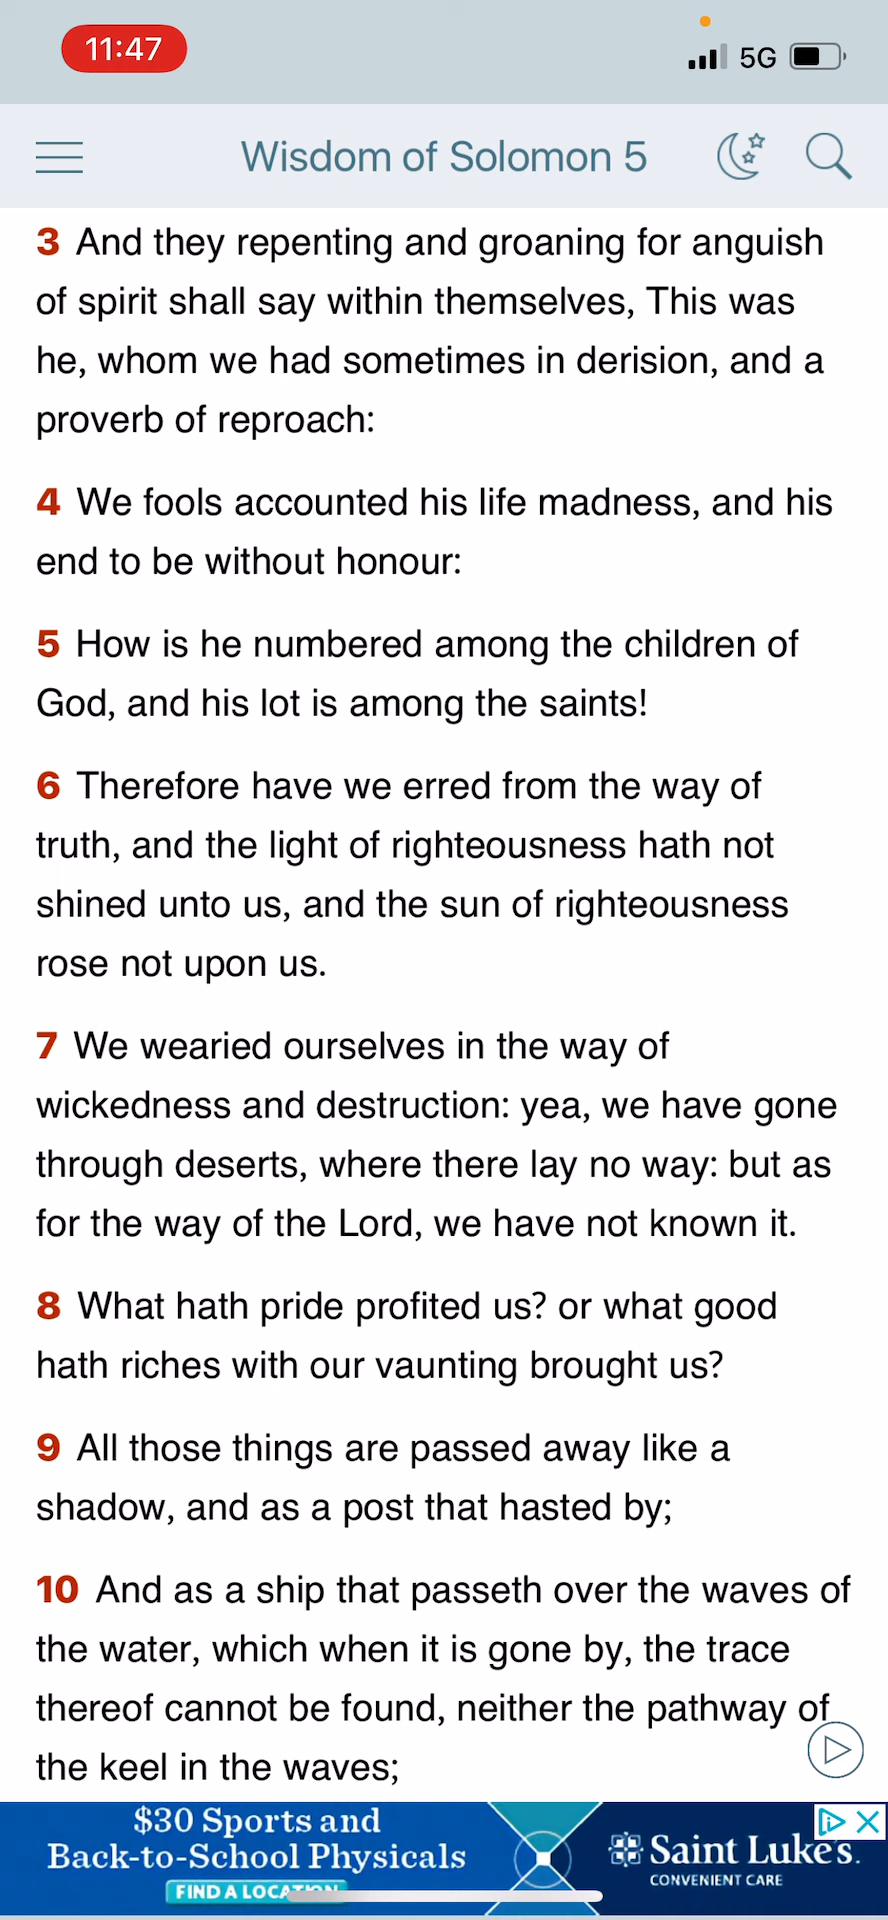 11:47
5G
Wisdom of Solomon 5
3 And they repenting and groaning for anguish
of spirit shall say within themselves, This was
he, whom we had sometimes in derision, and a
proverb of reproach:
4 We fools accounted his life madness, and his
end to be without honour:
5 How is he numbered among the children of
God, and his lot is among the saints!
6 Therefore have we erred from the way of
truth, and the light of righteousness hath not
shined unto us, and the sun of righteousness
rose not upon us.
7 We wearied ourselves in the way of
wickedness and destruction: yea, we have gone
through deserts, where there lay no way: but as
for the way of the Lord, we have not known it.
8 What hath pride profited us? or what good
hath riches with our vaunting brought us?
9 All those things are passed away like a
shadow, and as a post that hasted by;
10 And as a ship that passeth over the waves of
the water, which when it is gone by, the trace
thereof cannot be found, neither the pathway of
the keel in the waves;
$30 Sports and
Back-to-School Physicals
FIND A LOCATION
Saint Luke's.
CONVENIENT CARE